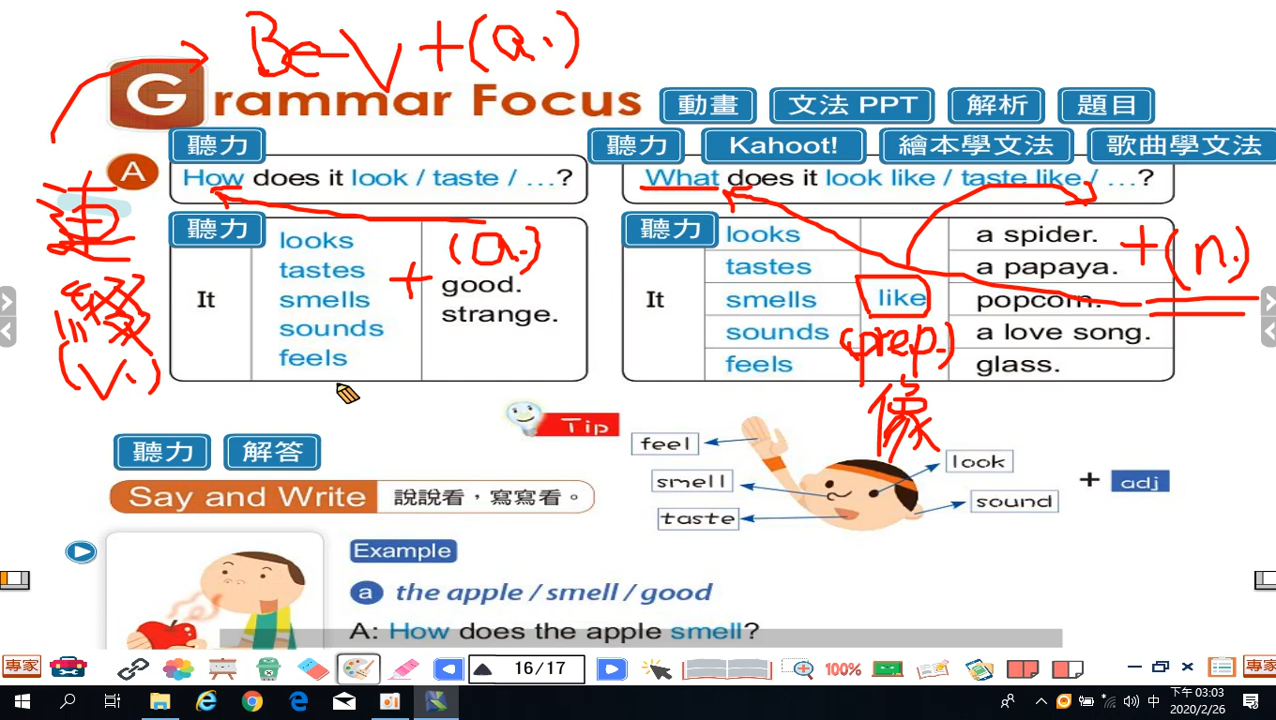 Be-V +(a.)
Grammar Focus
動畫
文法 PPT
解析
題目
聽力
聽力
Kahoot!
繪本學文法
歌曲學文法
A
How does it look / taste / …?
What does it look like / taste like / …?
連
綴
(V.)
聽力
It
looks
tastes
smells
sounds
feels
+
(a.)
good.
strange.
聽力
It
looks
tastes
smells
sounds
feels
like
(prep.)
像
a spider.
a papaya.
popcorn.
a love song.
glass.
+(n.)
Tip
feel
smell
taste
look
sound
+ adj
聽力
解答
Say and Write
說說看，寫寫看。
Example
a the apple / smell / good
A: How does the apple smell?
專家
16/17
100%
專家
中
下午 03:03
2020/2/26